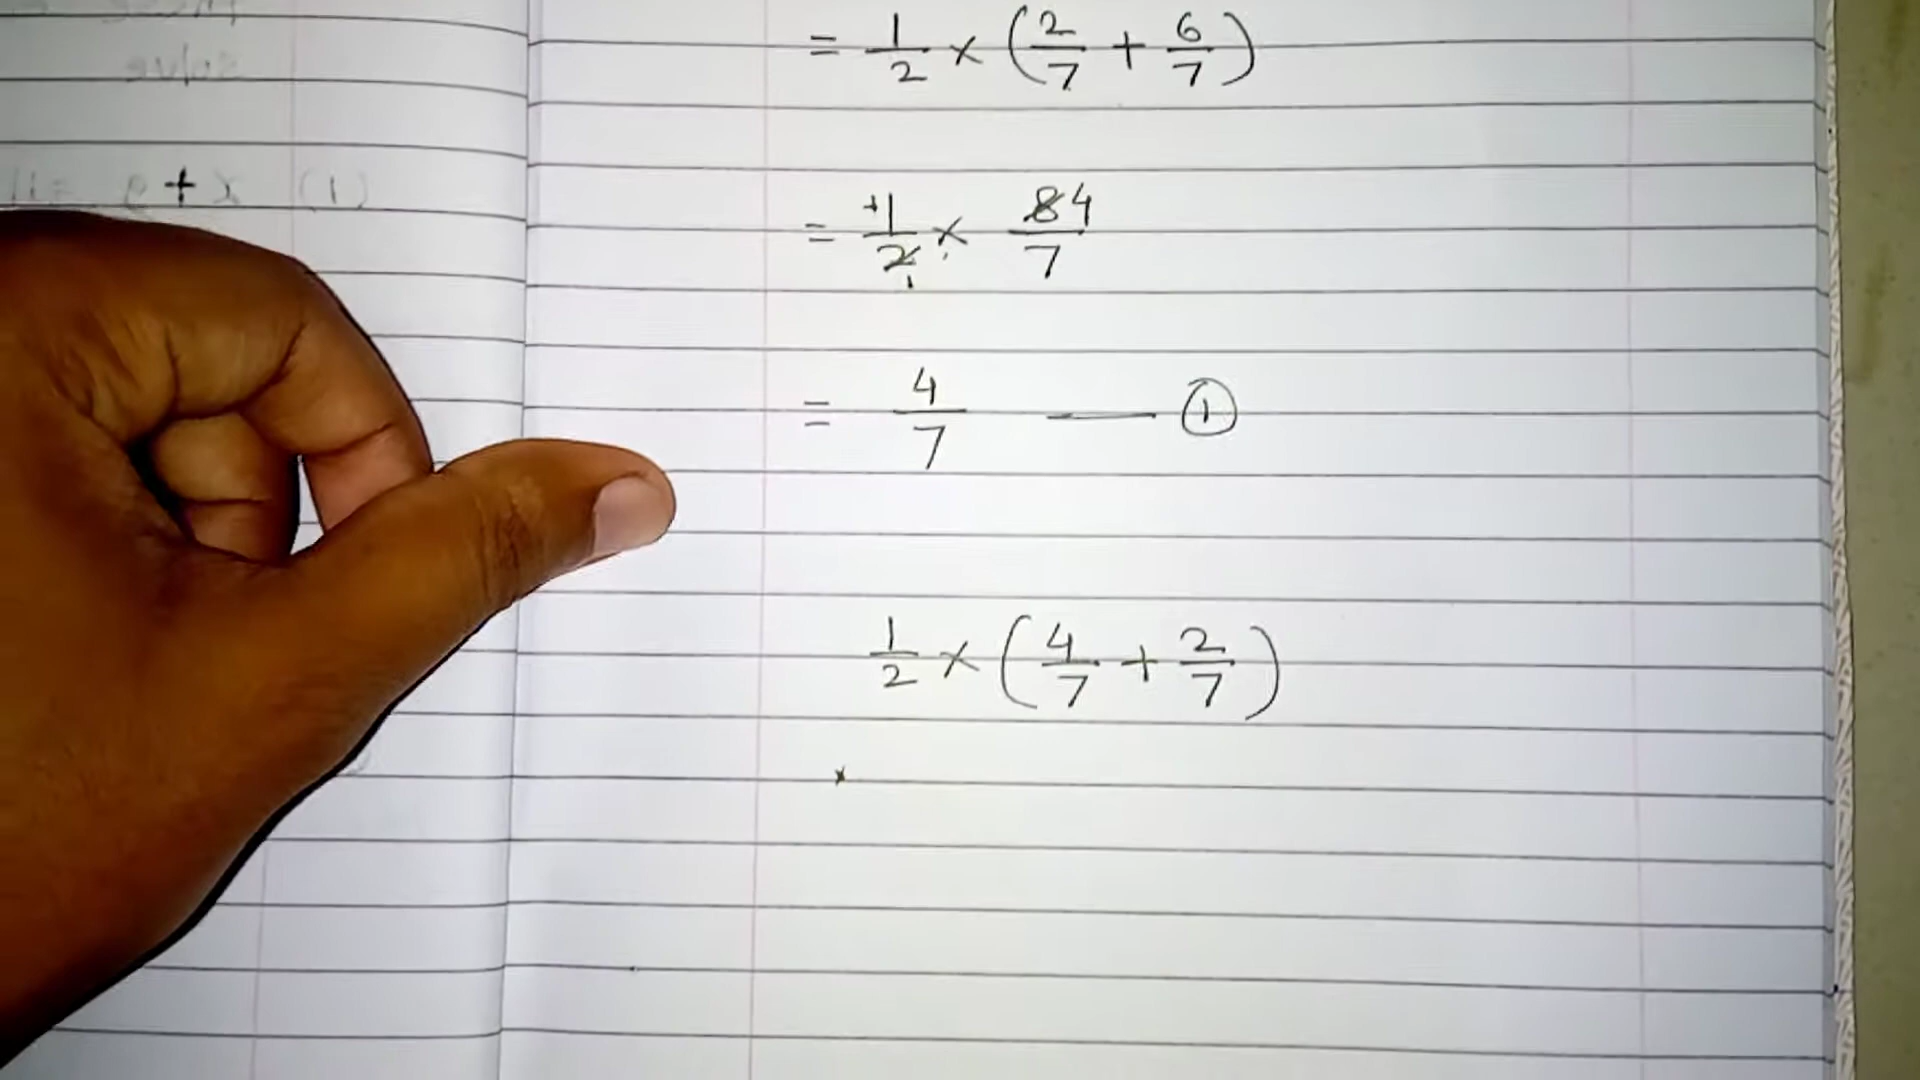 = 1/2 × (2/7 + 6/7)
= +1/2 1 × 8 4/7
= 4/7 — ①
1/2 × (4/7 + 2/7)